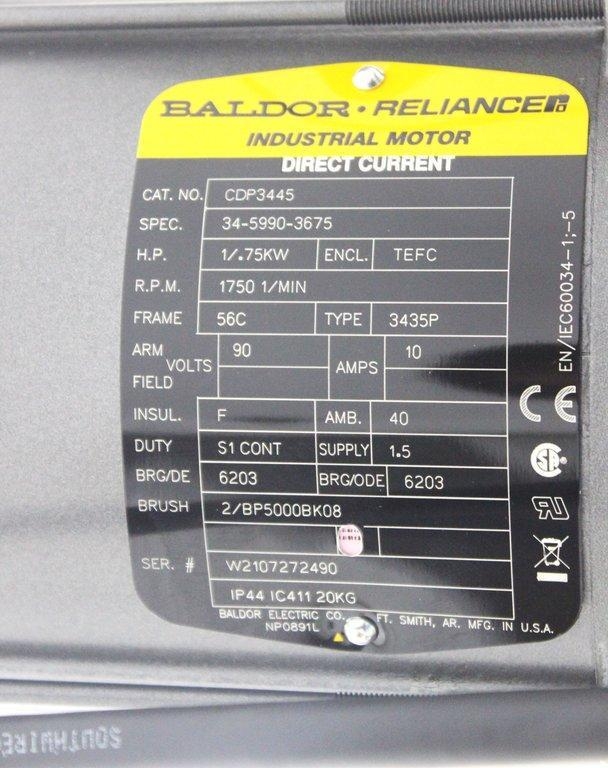 BALDOR • RELIANCE
INDUSTRIAL MOTOR
DIRECT CURRENT
CAT. NO. CDP3445
SPEC. 34-5990-3675
H.P. 1/.75KW ENCL. TEFC
R.P.M. 1750 1/MIN
FRAME 56C TYPE 3435P
ARM VOLTS 90 AMPS 10
FIELD
INSUL. F AMB. 40
DUTY S1 CONT SUPPLY 1.5
BRG/DE 6203 BRG/ODE 6203
BRUSH 2/BP5000BK08
SER. # W2107272490
IP44 IC411 20KG
BALDOR ELECTRIC CO. FT. SMITH, AR. MFG. IN U.S.A.
NP0891L
EN/IEC60034-1;-5
CE
SOUTHWIRE